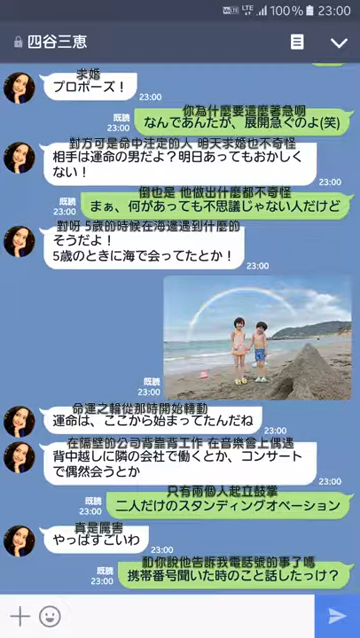 LTE 100% 23:00
四谷三恵
求婚
プロポーズ!
23:00
你為什麼要這麼著急啊
既読
23:00
なんであんたが、展開急ぐのよ(笑)
對方可是命中注定的人 明天求婚也不奇怪
相手は運命の男だよ?明日あってもおかしく
ない!
23:00
倒也是 他做出什麼都不奇怪
既読
23:00
まぁ、何があっても不思議じゃない人だけど
對呀 5歲的時候在海邊遇到什麼的
そうだよ!
5歳のときに海で会ってたとか!
23:00
既読
23:00
命運之輪從那時開始轉動
運命は、ここから始まってたんだね
23:00
在隔壁的公司背靠背工作 在音樂會上偶遇
背中越しに隣の会社で働くとか、コンサート
で偶然会うとか
23:00
只有兩個人起立鼓掌
既読
23:00
二人だけのスタンディングオベーション
真是厲害
やっぱすごいわ
23:00
和你說他告訴我電話號的事了嗎
既読
23:00
携帯番号聞いた時のこと話したっけ?